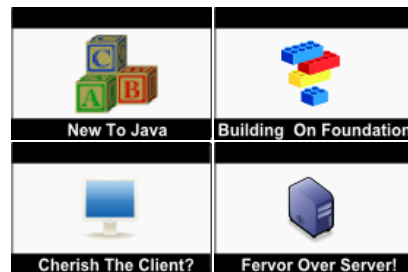 C
A
B
New To Java
Building On Foundation
Cherish The Client?
Fervor Over Server!